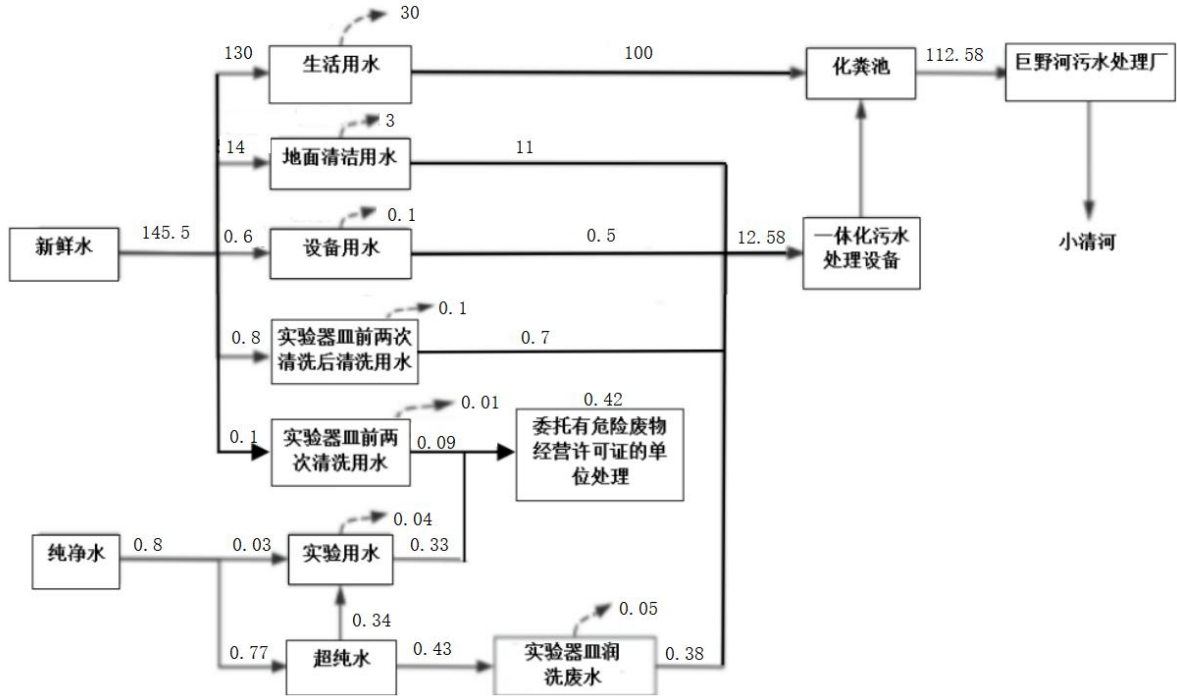 30
130
生活用水
100
化粪池
112.58
巨野河污水处理厂
3
14
地面清洁用水
11
新鲜水
145.5
0.6
设备用水
0.1
0.5
12.58
一体化污水
处理设备
小清河
0.8
实验器皿前两次
清洗后清洗用水
0.1
0.7
0.1
实验器皿前两
次清洗用水
0.01
0.09
0.42
委托有危险废物
经营许可证的单
位处理
纯净水
0.8
0.03
实验用水
0.04
0.33
0.34
0.77
超纯水
0.43
实验器皿润
洗废水
0.05
0.38